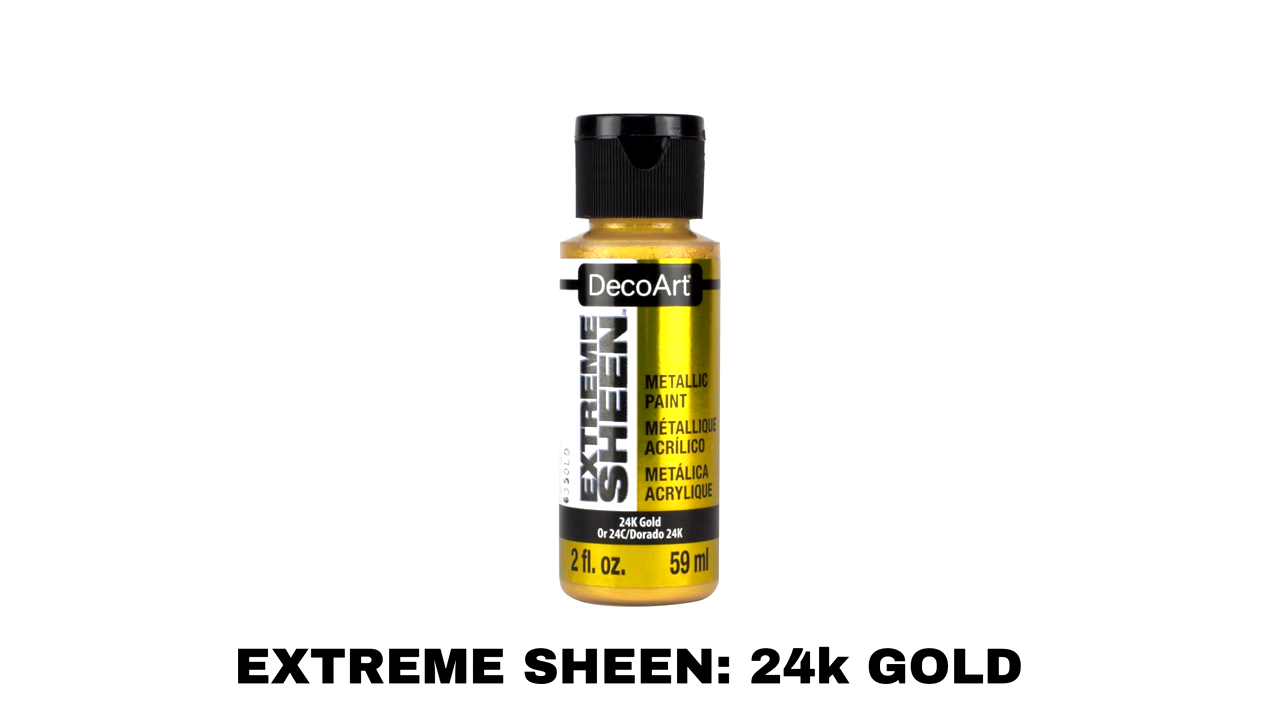 DecoArt
EXTREME
SHEEN
METALLIC
PAINT
MÉTALLIQUE
ACRÍLICO
METÁLICA
ACRYLIQUE
24K Gold
Or 24C/Dorado 24K
2 fl. oz. 59 ml
EXTREME SHEEN: 24k GOLD